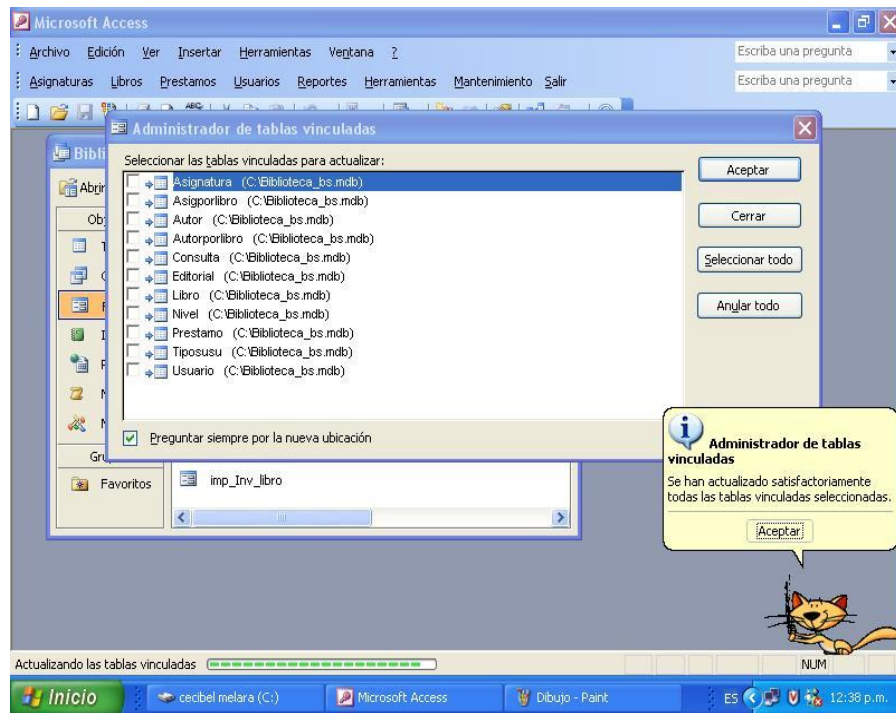 Microsoft Access
Archivo Edición Ver Insertar Herramientas Ventana ?
Escriba una pregunta
Asignaturas Libros Prestamos Usuarios Reportes Herramientas Mantenimiento Salir
Escriba una pregunta
Administrador de tablas vinculadas
Bibli
Seleccionar las tablas vinculadas para actualizar:
Abrir
Asignatura (C:\Biblioteca_bs.mdb)
Asigporlibro (C:\Biblioteca_bs.mdb)
Autor (C:\Biblioteca_bs.mdb)
Autorporlibro (C:\Biblioteca_bs.mdb)
Consulta (C:\Biblioteca_bs.mdb)
Editorial (C:\Biblioteca_bs.mdb)
Libro (C:\Biblioteca_bs.mdb)
Nivel (C:\Biblioteca_bs.mdb)
Prestamo (C:\Biblioteca_bs.mdb)
Tiposusu (C:\Biblioteca_bs.mdb)
Usuario (C:\Biblioteca_bs.mdb)
Aceptar
Cerrar
Seleccionar todo
Anular todo
Preguntar siempre por la nueva ubicación
Favoritos
imp_Inv_libro
Administrador de tablas
vinculadas
Se han actualizado satisfactoriamente
todas las tablas vinculadas seleccionadas.
Aceptar
Actualizando las tablas vinculadas
NUM
Inicio
cecibel melara (C:)
Microsoft Access
Dibujo - Paint
ES
12:38 p.m.